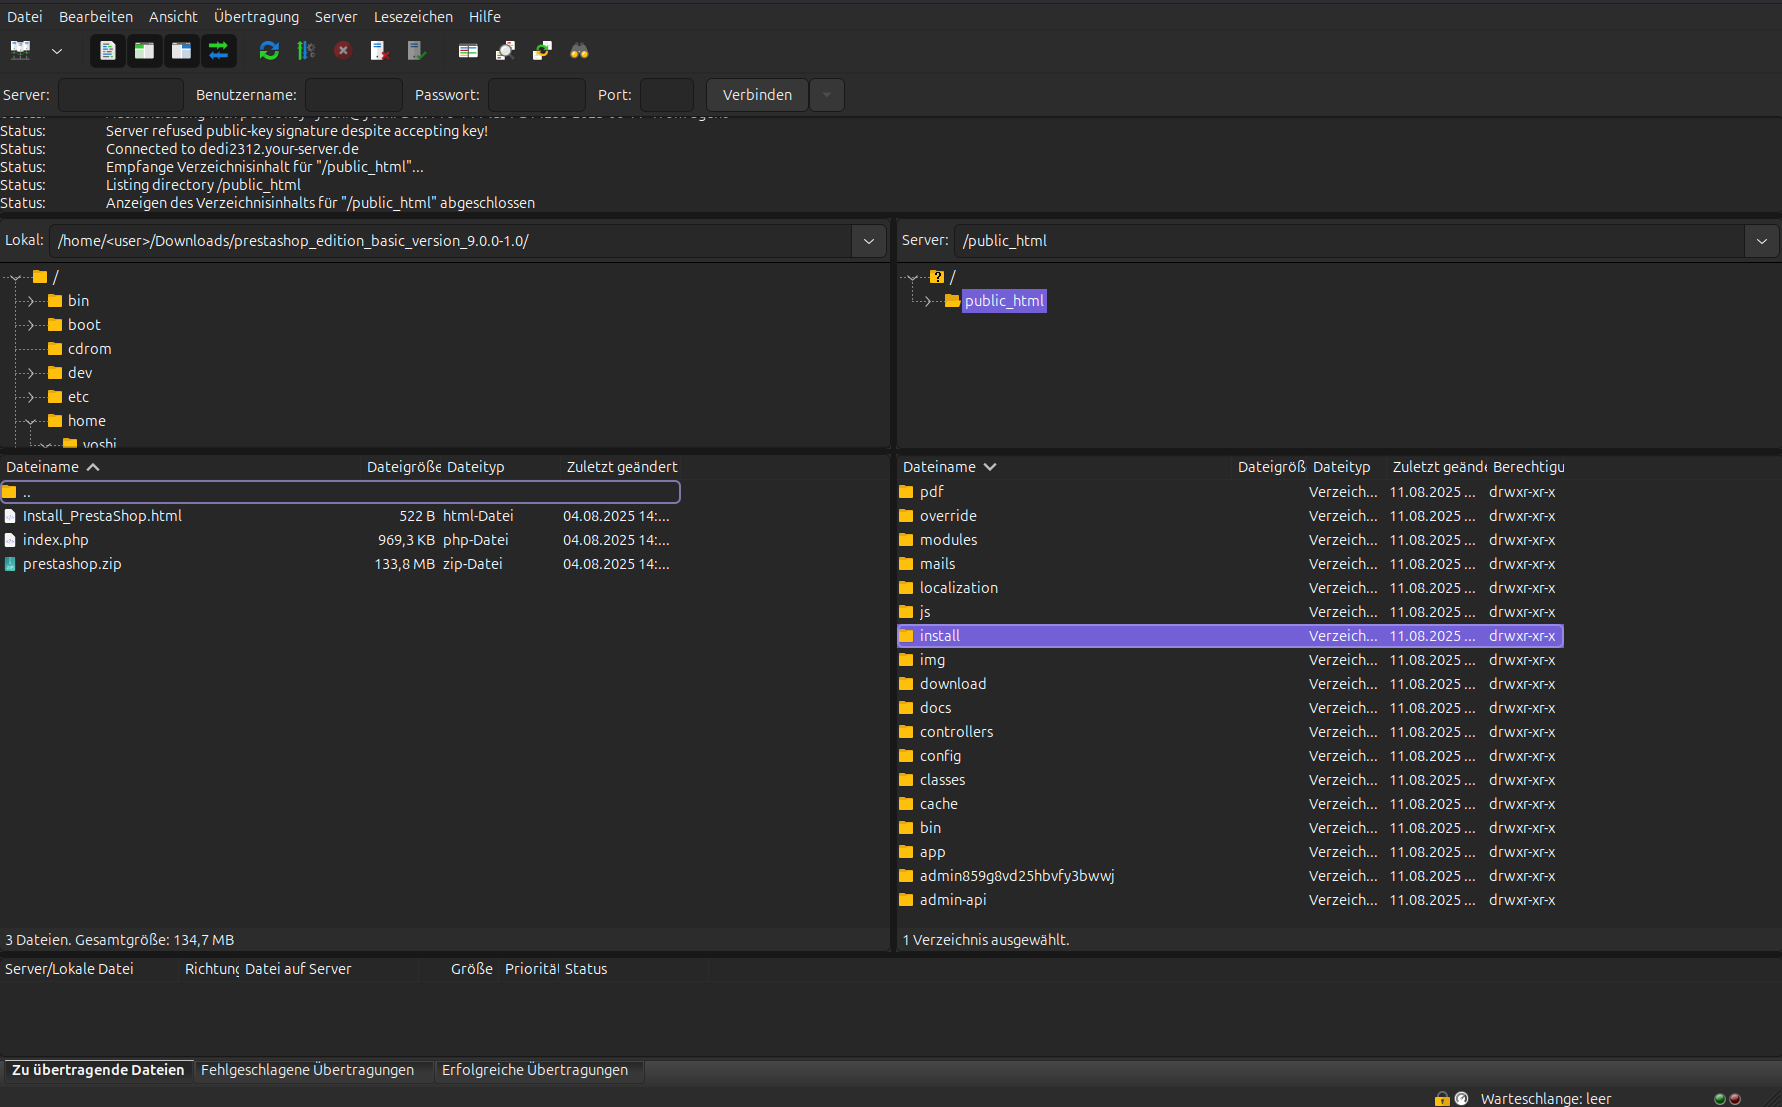 Datei Bearbeiten Ansicht Übertragung Server Lesezeichen Hilfe
Server: Benutzername: Passwort: Port: Verbinden
Status: Server refused public-key signature despite accepting key!
Status: Connected to dedi2312.your-server.de
Status: Empfange Verzeichnisinhalt für "/public_html"...
Status: Listing directory /public_html
Status: Anzeigen des Verzeichnisinhalts für "/public_html" abgeschlossen
Lokal: /home/<user>/Downloads/prestashop_edition_basic_version_9.0.0-1.0/
/
bin
boot
cdrom
dev
etc
home
yoshi
Server: /public_html
/
public_html
Dateiname Dateigröße Dateityp Zuletzt geändert
..
Install_PrestaShop.html 522 B html-Datei 04.08.2025 14:...
index.php 969,3 KB php-Datei 04.08.2025 14:...
prestashop.zip 133,8 MB zip-Datei 04.08.2025 14:...
3 Dateien. Gesamtgröße: 134,7 MB
Dateiname Dateigröß Dateityp Zuletzt geände Berechtigu
pdf Verzeich... 11.08.2025 ... drwxr-xr-x
override Verzeich... 11.08.2025 ... drwxr-xr-x
modules Verzeich... 11.08.2025 ... drwxr-xr-x
mails Verzeich... 11.08.2025 ... drwxr-xr-x
localization Verzeich... 11.08.2025 ... drwxr-xr-x
js Verzeich... 11.08.2025 ... drwxr-xr-x
install Verzeich... 11.08.2025 ... drwxr-xr-x
img Verzeich... 11.08.2025 ... drwxr-xr-x
download Verzeich... 11.08.2025 ... drwxr-xr-x
docs Verzeich... 11.08.2025 ... drwxr-xr-x
controllers Verzeich... 11.08.2025 ... drwxr-xr-x
config Verzeich... 11.08.2025 ... drwxr-xr-x
classes Verzeich... 11.08.2025 ... drwxr-xr-x
cache Verzeich... 11.08.2025 ... drwxr-xr-x
bin Verzeich... 11.08.2025 ... drwxr-xr-x
app Verzeich... 11.08.2025 ... drwxr-xr-x
admin859g8vd25hbvfy3bwwj Verzeich... 11.08.2025 ... drwxr-xr-x
admin-api Verzeich... 11.08.2025 ... drwxr-xr-x
1 Verzeichnis ausgewählt.
Server/Lokale Datei Richtung Datei auf Server Größe Priorität Status
Zu übertragende Dateien Fehlgeschlagene Übertragungen Erfolgreiche Übertragungen
Warteschlange: leer